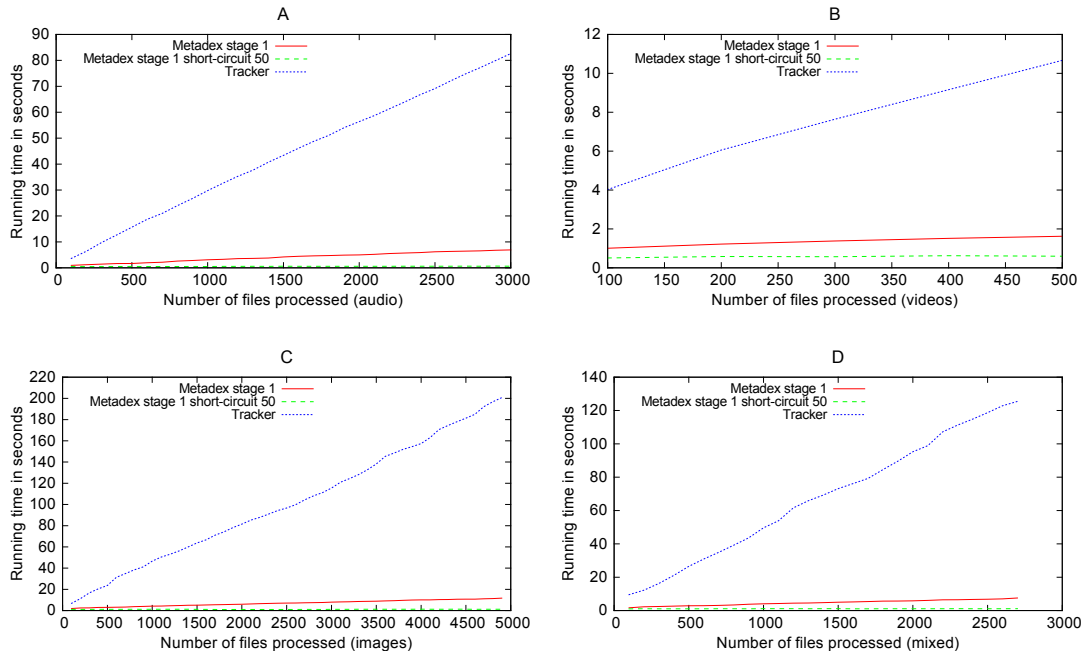 A
Metadex stage 1
Metadex stage 1 short-circuit 50
Tracker
90
80
70
60
50
40
30
20
10
0
Running time in seconds
0 500 1000 1500 2000 2500 3000
Number of files processed (audio)
B
Metadex stage 1
Metadex stage 1 short-circuit 50
Tracker
12
10
8
6
4
2
0
Running time in seconds
100 150 200 250 300 350 400 450 500
Number of files processed (videos)
C
Metadex stage 1
Metadex stage 1 short-circuit 50
Tracker
220
200
180
160
140
120
100
80
60
40
20
0
Running time in seconds
0 500 1000 1500 2000 2500 3000 3500 4000 4500 5000
Number of files processed (images)
D
Metadex stage 1
Metadex stage 1 short-circuit 50
Tracker
140
120
100
80
60
40
20
0
Running time in seconds
0 500 1000 1500 2000 2500 3000
Number of files processed (mixed)